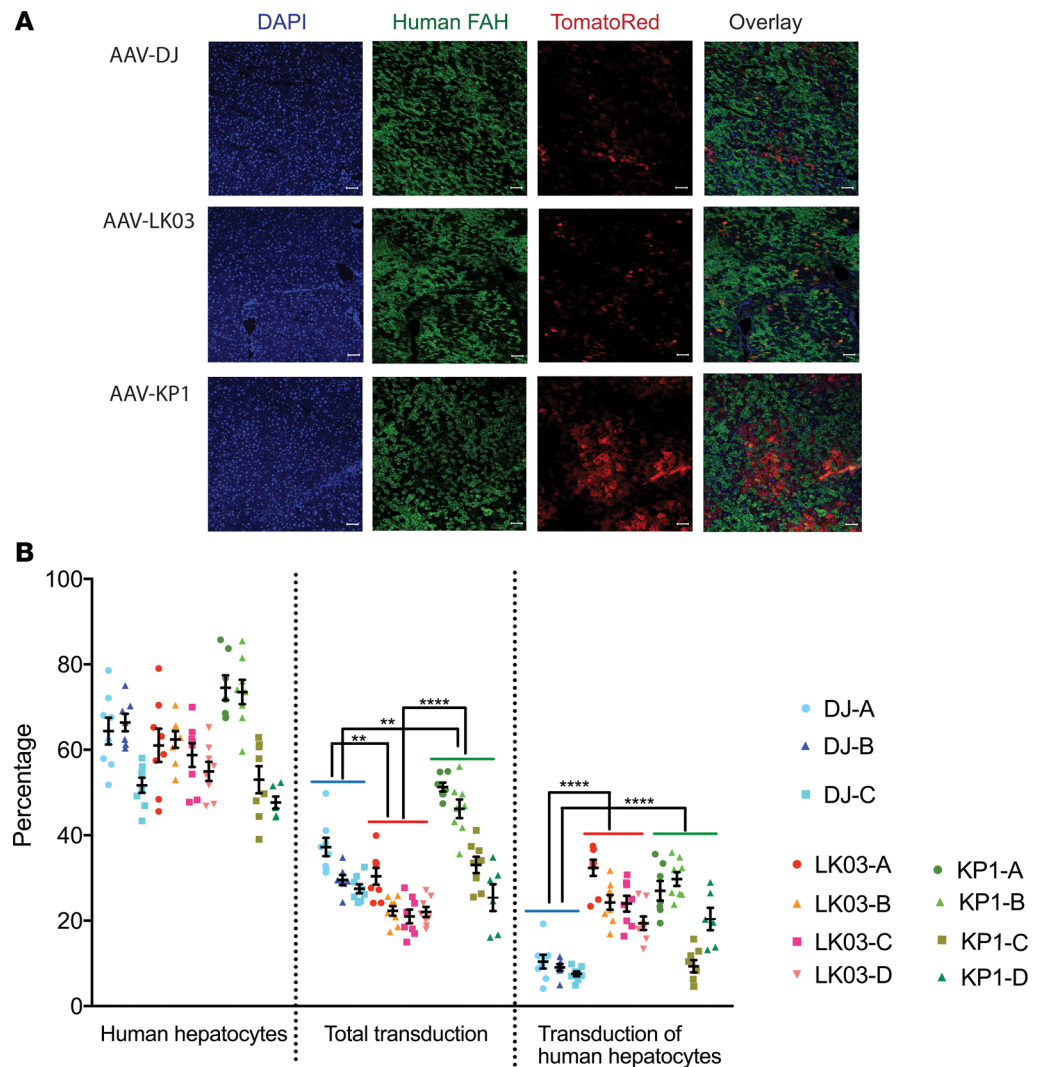 A
DAPI
Human FAH
TomatoRed
Overlay
AAV-DJ
AAV-LK03
AAV-KP1
B
Percentage
100
80
60
40
20
0
**
**
****
****
****
Human hepatocytes
Total transduction
Transduction of
human hepatocytes
DJ-A
DJ-B
DJ-C
LK03-A
LK03-B
LK03-C
LK03-D
KP1-A
KP1-B
KP1-C
KP1-D